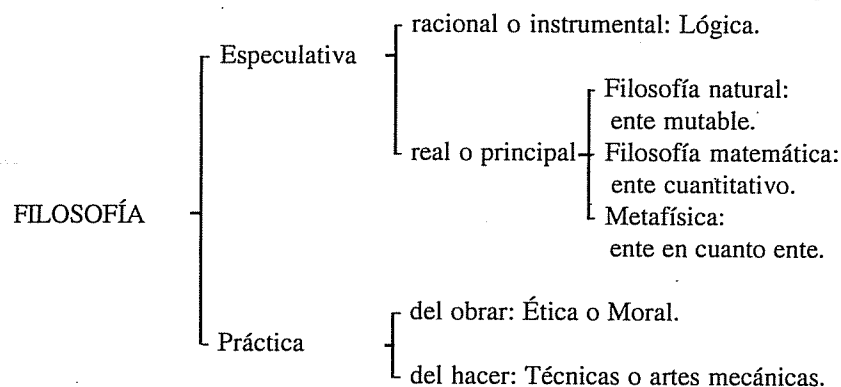 racional o instrumental: Lógica.
Especulativa
Filosofía natural:
ente mutable.
real o principal
Filosofía matemática:
ente cuantitativo.
FILOSOFÍA
Metafísica:
ente en cuanto ente.
del obrar: Ética o Moral.
Práctica
del hacer: Técnicas o artes mecánicas.